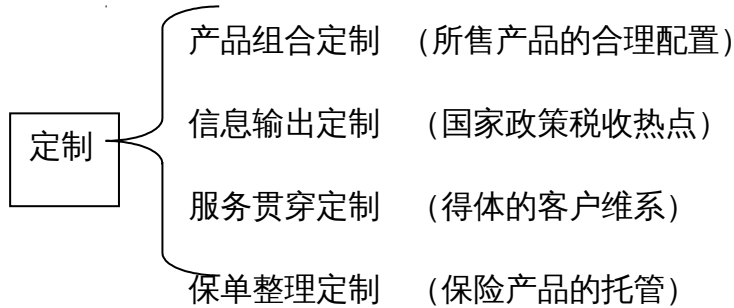 产品组合定制 （所售产品的合理配置）
信息输出定制 （国家政策税收热点）
定制
服务贯穿定制 （得体的客户维系）
保单整理定制 （保险产品的托管）